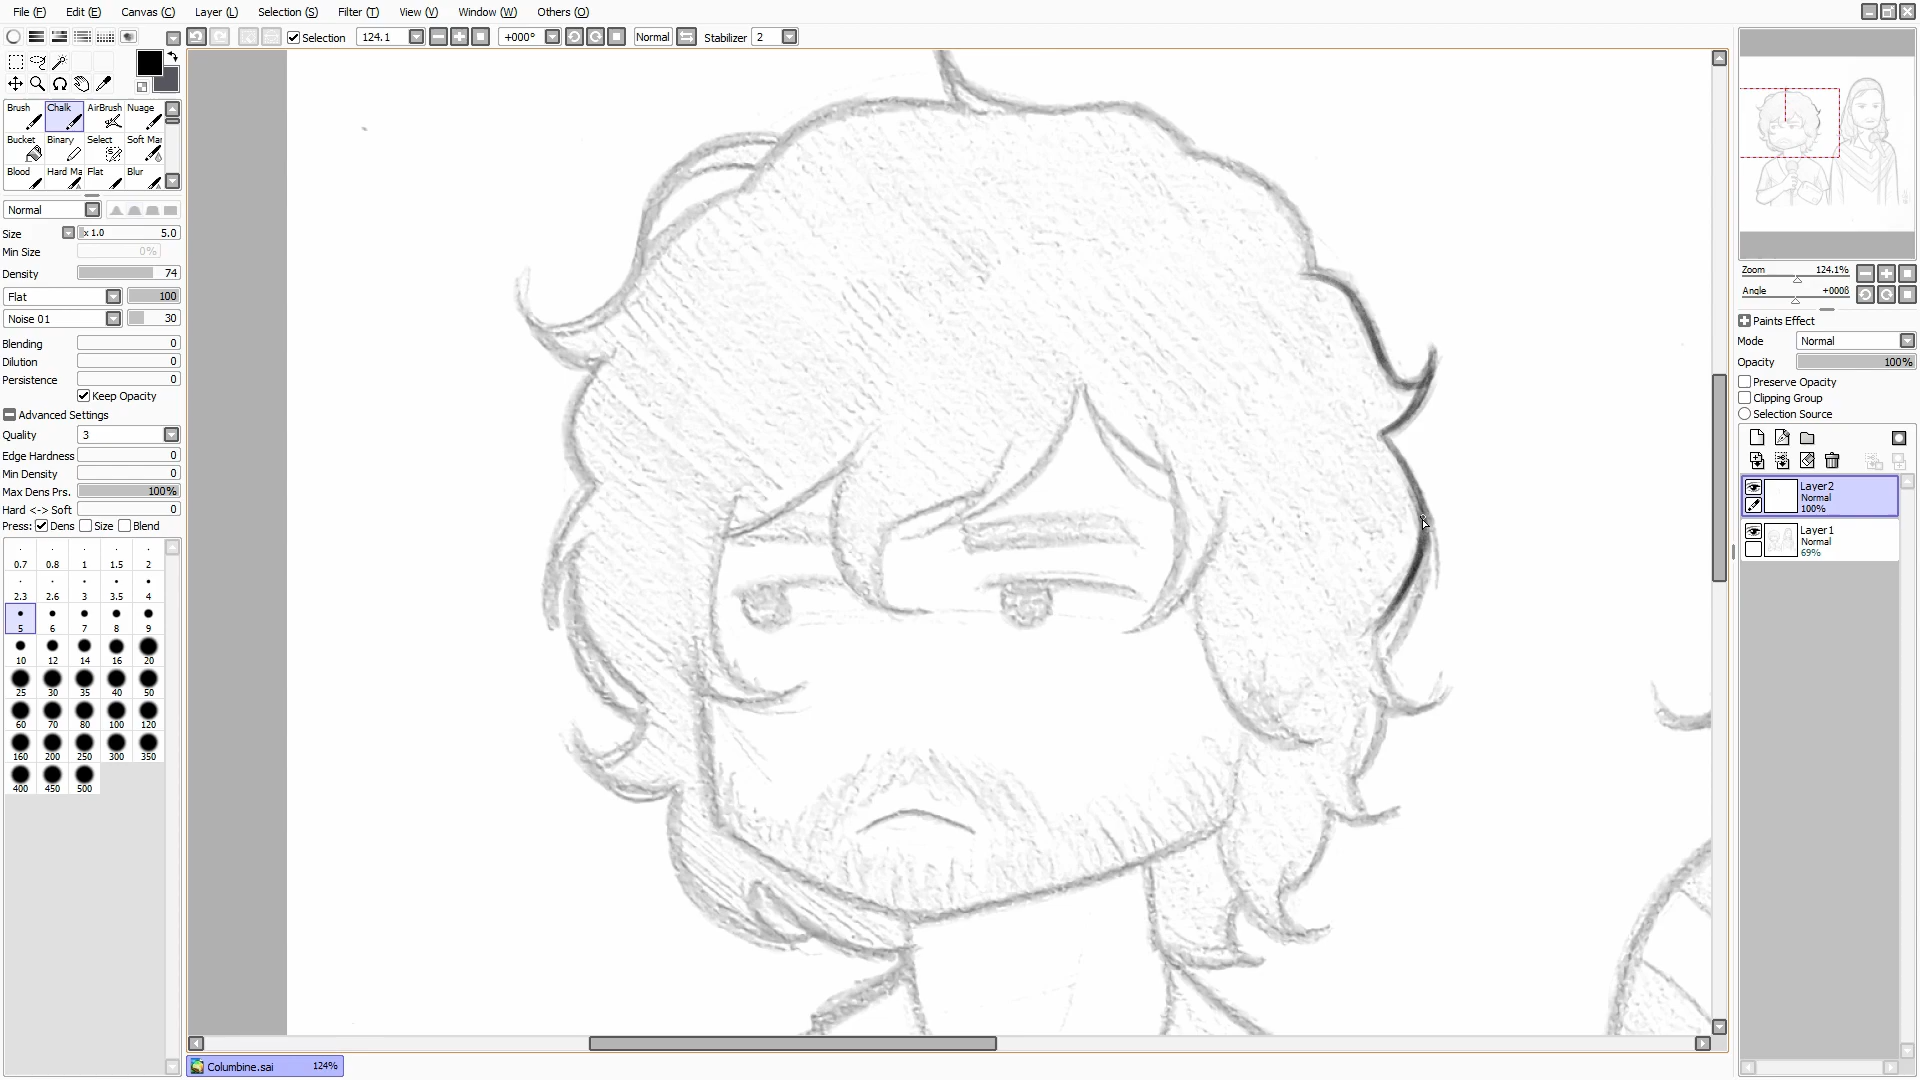 File (F) Edit (E) Canvas (C) Layer (L) Selection (S) Filter (T) View (V) Window (W) Others (O)
Selection 124.1 +000° Normal Stabilizer 2
Brush Chalk AirBrush Nuage
Bucket Binary Select Soft Mar
Blood Hard Ma Flat Blur
Normal
Size x 1.0 5.0
Min Size 0%
Density 74
Flat 100
Noise 01 30
Blending 0
Dilution 0
Persistence 0
Keep Opacity
Advanced Settings
Quality 3
Edge Hardness 0
Min Density 0
Max Dens Prs. 100%
Hard <-> Soft 0
Press: Dens Size Blend
0.7 0.8 1 1.5 2
2.3 2.6 3 3.5 4
5 6 7 8 9
10 12 14 16 20
25 30 35 40 50
60 70 80 100 120
160 200 250 300 350
400 450 500
Columbine.sai 124%
Zoom 124.1%
Angle +000ß
Paints Effect
Mode Normal
Opacity 100%
Preserve Opacity
Clipping Group
Selection Source
Layer2
Normal
100%
Layer1
Normal
69%